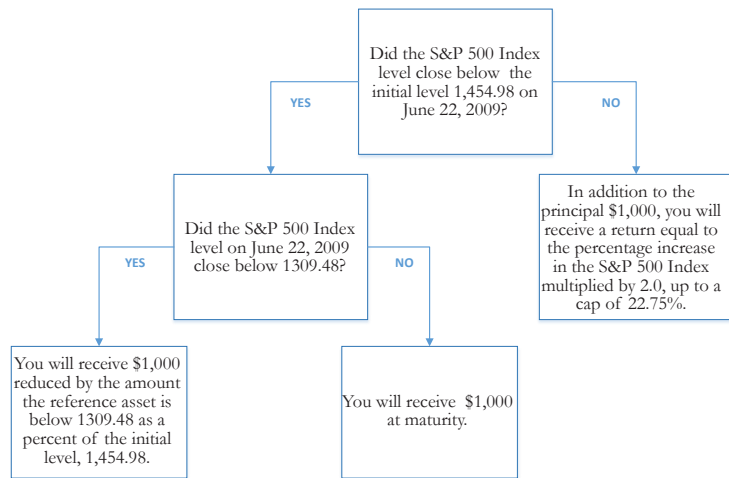 Did the S&P 500 Index
level close below the
initial level 1,454.98 on
June 22, 2009?
YES
NO
Did the S&P 500 Index
level on June 22, 2009
close below 1309.48?
In addition to the
principal $1,000, you will
receive a return equal to
the percentage increase
in the S&P 500 Index
multiplied by 2.0, up to a
cap of 22.75%.
YES
NO
You will receive $1,000
reduced by the amount
the reference asset is
below 1309.48 as a
percent of the initial
level, 1,454.98.
You will receive $1,000
at maturity.